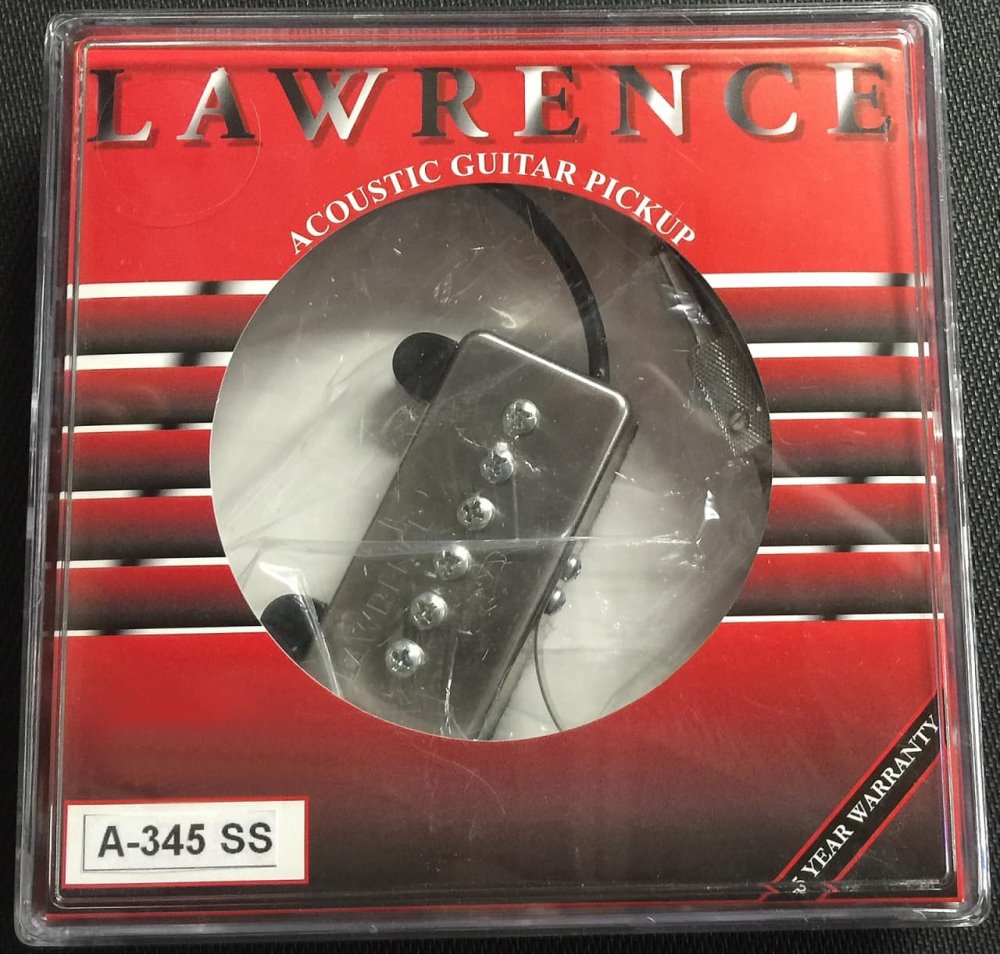 LAWRENCE
ACOUSTIC GUITAR PICKUP
A-345 SS
YEAR WARRANTY